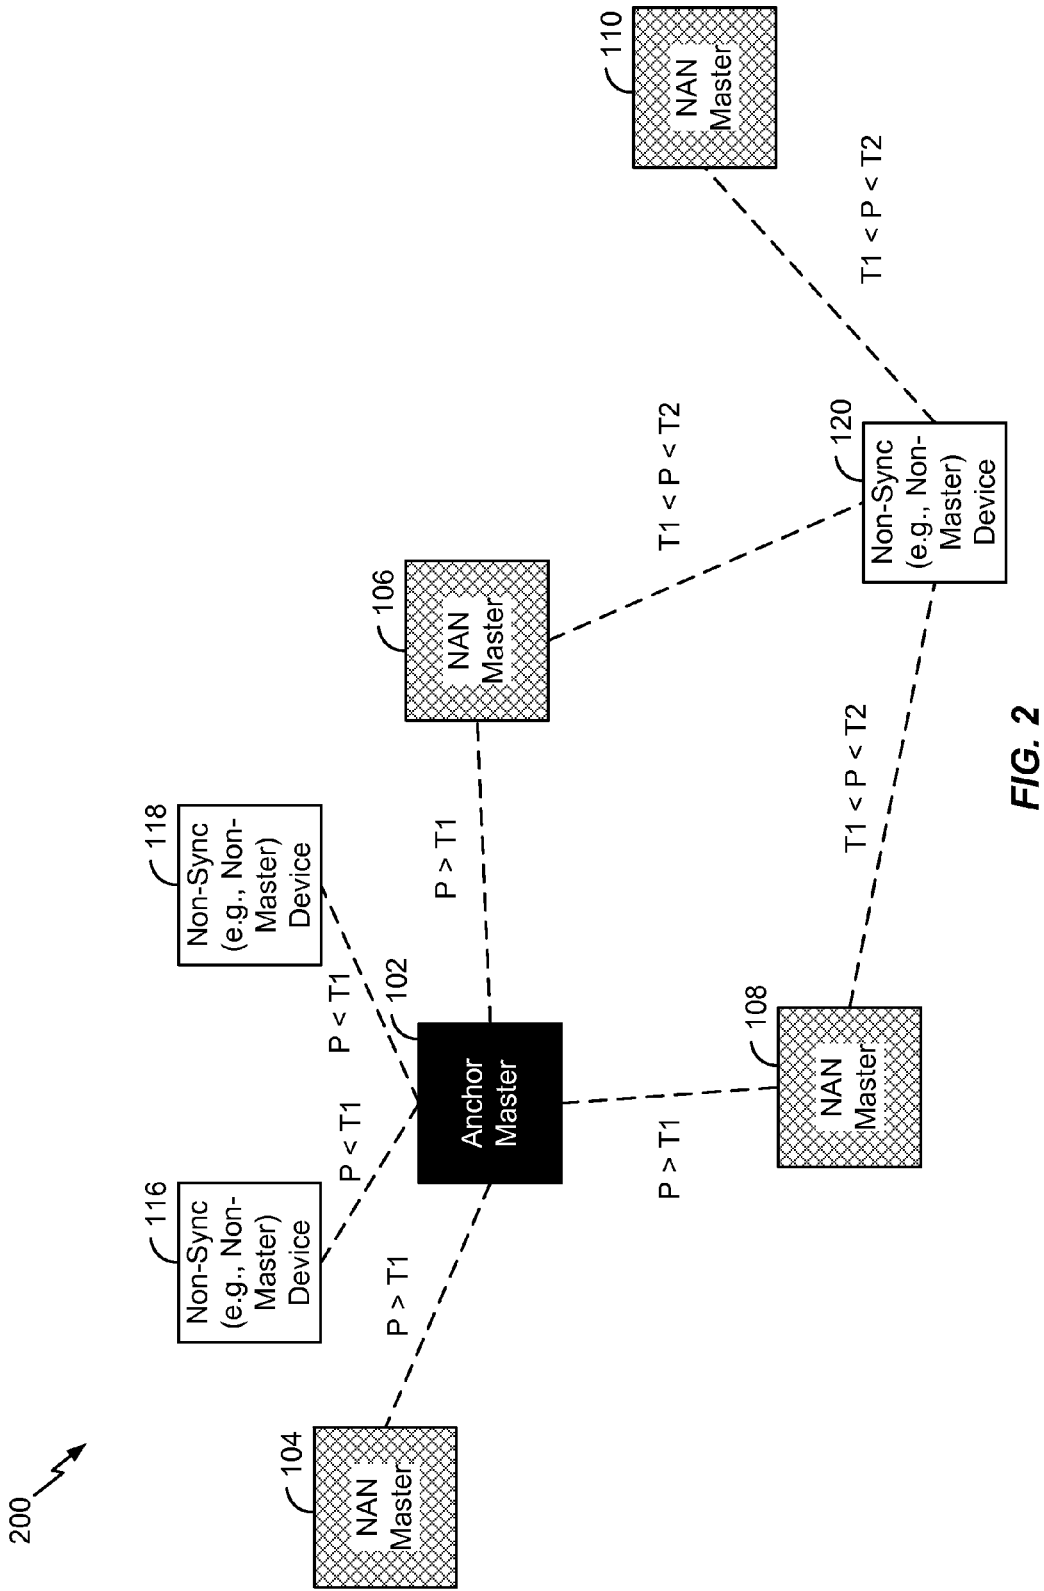 200
116
Non-Sync
(e.g., Non-
Master)
Device
118
Non-Sync
(e.g., Non-
Master)
Device
P < T1
P < T1
104
NAN
Master
P > T1
102
Anchor
Master
P > T1
106
NAN
Master
110
NAN
Master
T1 < P < T2
T1 < P < T2
P > T1
108
NAN
Master
T1 < P < T2
120
Non-Sync
(e.g., Non-
Master)
Device
FIG. 2